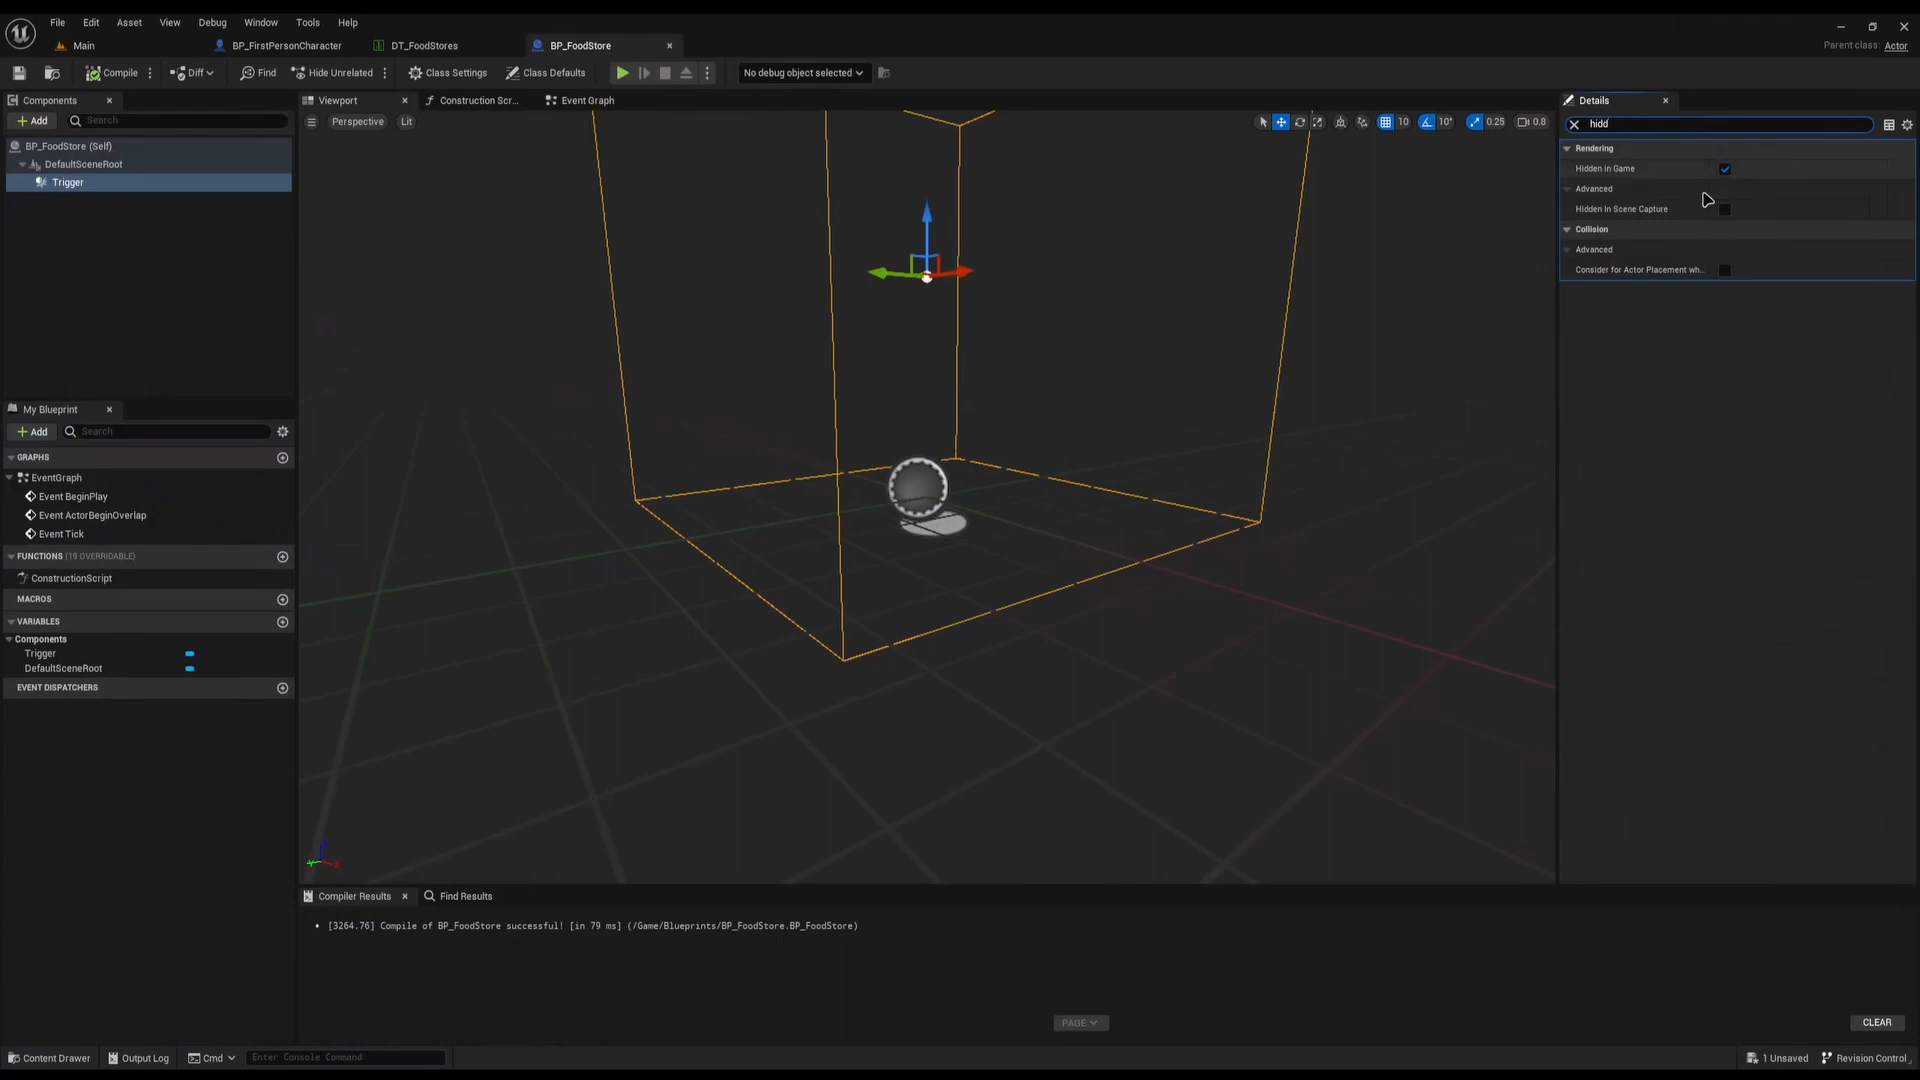 File Edit Asset View Debug Window Tools Help
Main BP_FirstPersonCharacter DT_FoodStores BP_FoodStore
Parent class: Actor
Compile Diff Find Hide Unrelated Class Settings Class Defaults No debug object selected
Components
Add Search
BP_FoodStore (Self)
DefaultSceneRoot
Trigger
My Blueprint
Add Search
GRAPHS
EventGraph
Event BeginPlay
Event ActorBeginOverlap
Event Tick
FUNCTIONS (19 OVERRIDABLE)
ConstructionScript
MACROS
VARIABLES
Components
Trigger
DefaultSceneRoot
EVENT DISPATCHERS
Viewport Construction Scr... Event Graph
Perspective Lit 10 10° 0.25 0.8
Details
hidd
Rendering
Hidden in Game
Advanced
Hidden In Scene Capture
Collision
Advanced
Consider for Actor Placement wh...
Compiler Results Find Results
[3264.76] Compile of BP_FoodStore successful! [in 79 ms] (/Game/Blueprints/BP_FoodStore.BP_FoodStore)
PAGE CLEAR
Content Drawer Output Log Cmd Enter Console Command 1 Unsaved Revision Control